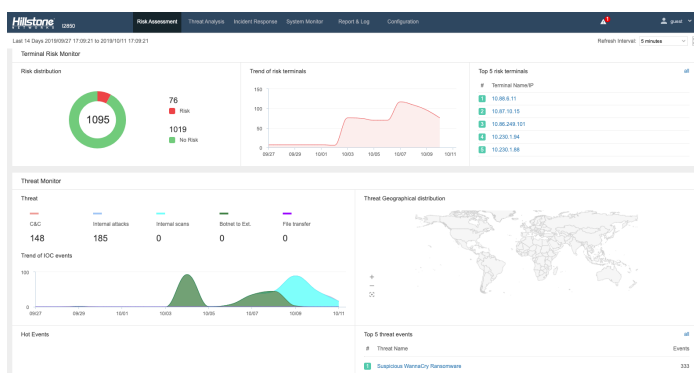 Hillstone
NETWORKS
I2850
Risk Assessment
Threat Analysis
Incident Response
System Monitor
Report & Log
Configuration
1
guest
Last 14 Days 2019/09/27 17:09:21 to 2019/10/11 17:09:21
Refresh Interval: 5 minutes
Terminal Risk Monitor
Risk distribution
1095
76
Risk
1019
No Risk
Trend of risk terminals
150
100
50
0
09/27 09/29 10/01 10/03 10/05 10/07 10/09 10/11
Top 5 risk terminals
all
# Terminal Name/IP
1 10.95.6.11
2 10.87.10.15
3 10.86.249.101
4 10.230.1.94
5 10.230.1.89
Threat Monitor
Threat
C&C Internal attacks Internal scans Botnet to Ext. File transfer
148 185 0 0 0
Trend of IOC events
100
0
09/27 09/29 10/01 10/03 10/05 10/07 10/09 10/11
Threat Geographical distribution
Hot Events
Top 5 threat events
all
# Threat Name Events
1 Suspicious WannaCry Ransomware 333